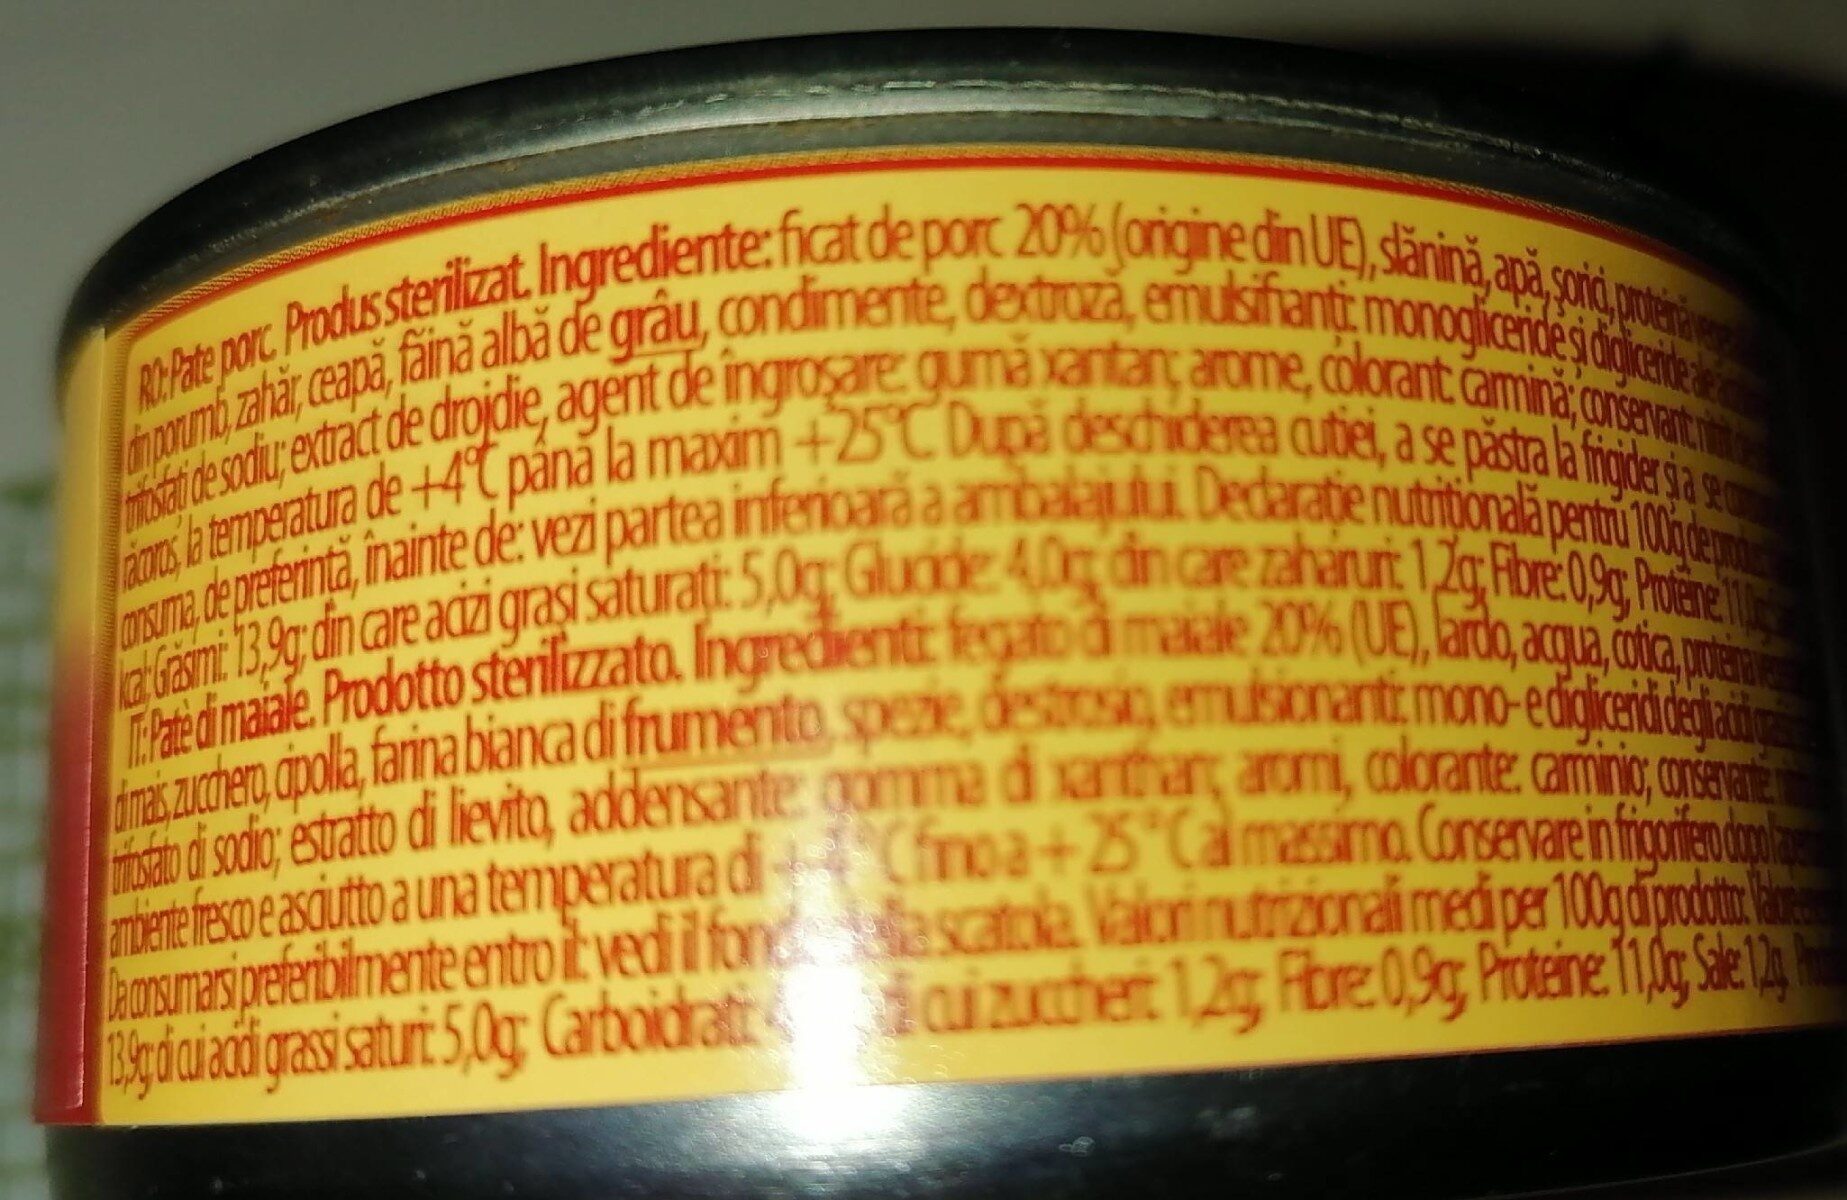 RO: Pate porc. Produs sterilizat. Ingrediente: ficat de porc 20% (origine din UE), slănină, apă, șorici, proteină
din porumb, zahăr, ceapă, făină albă de grâu, condimente, dextroză, emulsifianți: monogliceride și digliceride ale
trifosfați de sodiu; extract de drojdie, agent de îngroșare: gumă xantan; arome, colorant: carmină; conservant:
răcoros, la temperatura de +4°C până la maxim +25°C După deschiderea cutiei, a se păstra la frigider și a se
consuma, de preferință, înainte de: vezi partea inferioară a ambalajului. Declarație nutrițională pentru 100g de
kcal; Grăsimi: 13,9g; din care acizi grași saturați: 5,0g; Glucide: 4,0g; din care zaharuri: 1,2g; Fibre: 0,9g; Proteine: 11,0g
IT: Patè di maiale. Prodotto sterilizzato. Ingredienti: fegato di maiale 20% (UE), lardo, acqua, cotica, proteina
di mais, zucchero, cipolla, farina bianca di frumento, spezie, destrosio, emulsionanti: mono- e digliceridi degli acidi
trifosfato di sodio; estratto di lievito, addensante: gomma di xanthan; aromi, colorante: carminio; conservante:
ambiente fresco e asciutto a una temperatura di + 4°C fino a + 25°C al massimo. Conservare in frigorifero dopo
Da consumarsi preferibilmente entro il: vedi il scatola. Valori nutrizionali medi per 100g di prodotto:
13,9g; di cui acidi grassi saturi: 5,0g; Carboidrati: cui zuccheri: 1,2g; Fibre: 0,9g; Proteine: 11,0g; Sale: 1,2g.